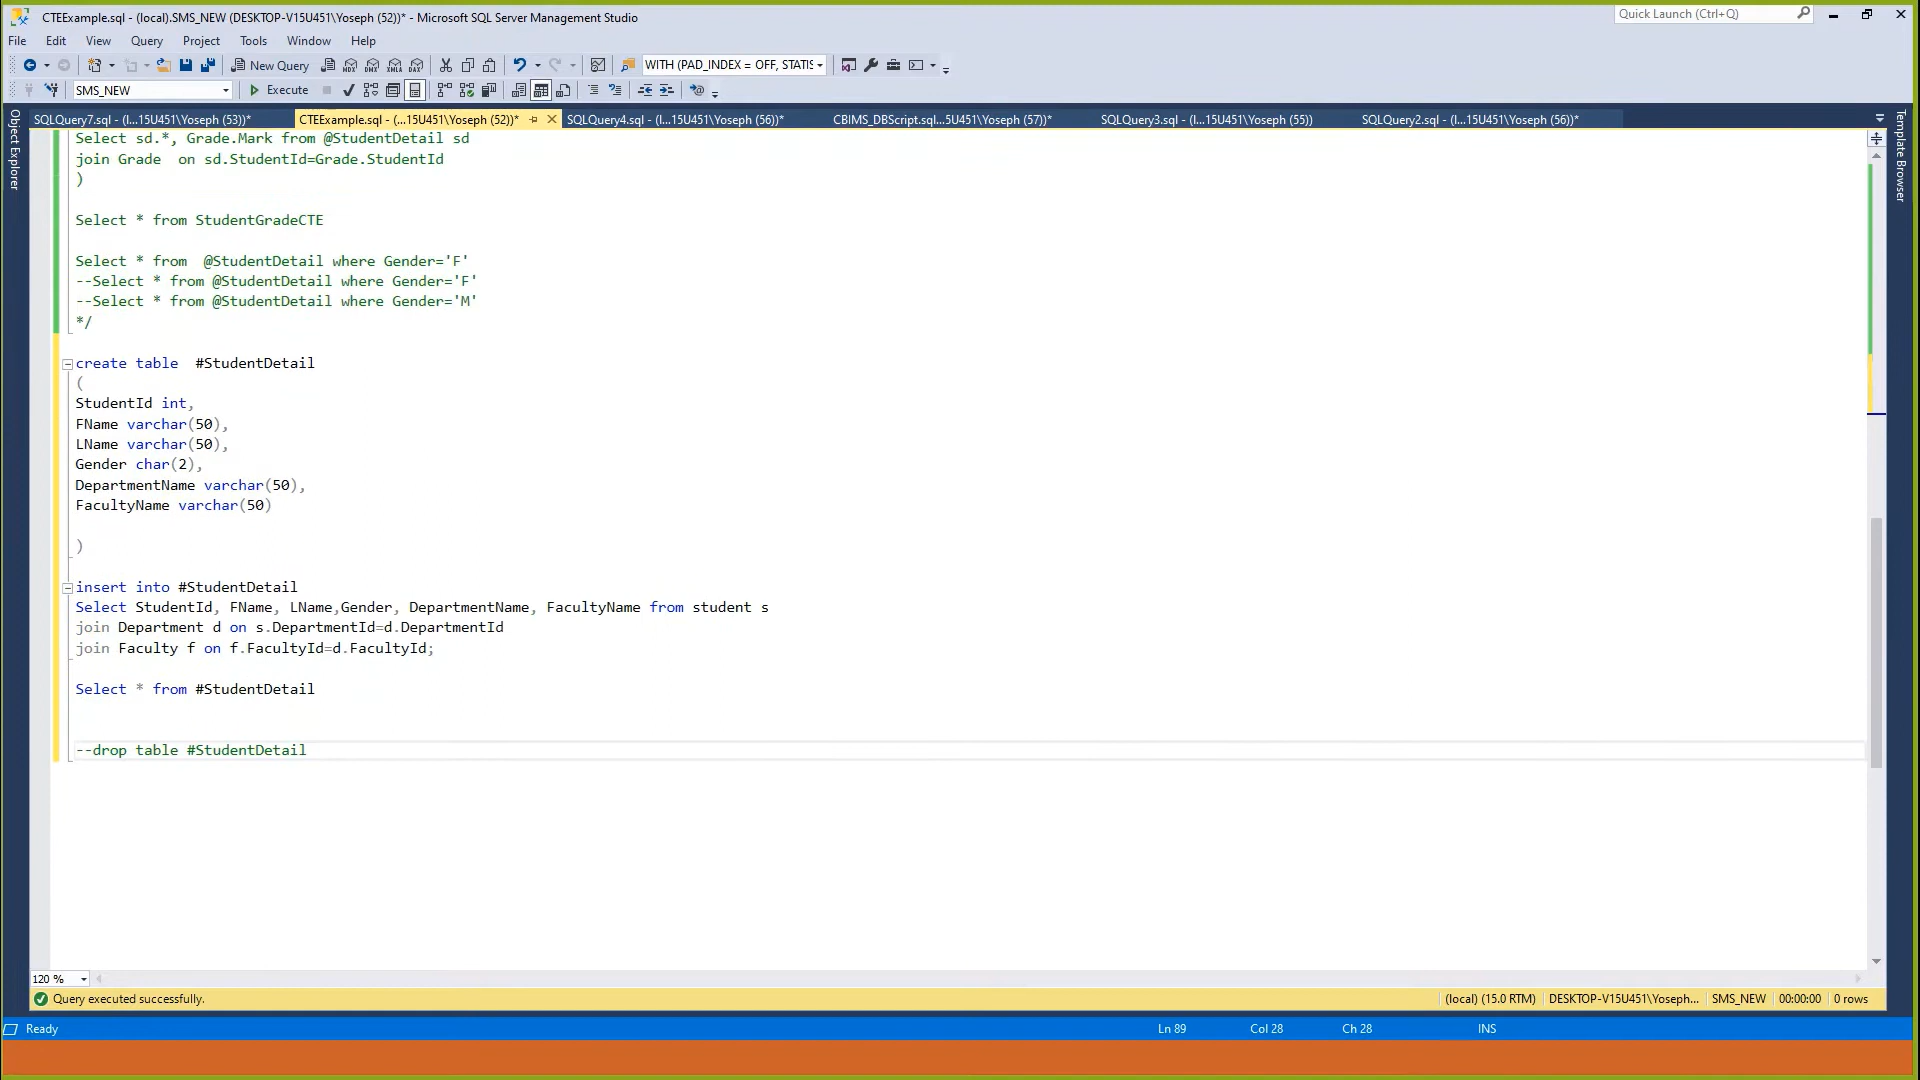 CTEExample.sql - (local).SMS_NEW (DESKTOP-V15U451\Yoseph (52))* - Microsoft SQL Server Management Studio
Quick Launch (Ctrl+Q)
File Edit View Query Project Tools Window Help
New Query
MDX DMX XMLA DAX
WITH (PAD_INDEX = OFF, STATIS
SMS_NEW
Execute
SQLQuery7.sql - (l...15U451\Yoseph (53))*
CTEExample.sql - (...15U451\Yoseph (52))*
SQLQuery4.sql - (l...15U451\Yoseph (56))*
CBIMS_DBScript.sql...5U451\Yoseph (57))*
SQLQuery3.sql - (l...15U451\Yoseph (55))
SQLQuery2.sql - (l...15U451\Yoseph (56))*
Object Explorer
Template Browser
Select sd.*, Grade.Mark from @StudentDetail sd
join Grade  on sd.StudentId=Grade.StudentId
)
Select * from StudentGradeCTE
Select * from  @StudentDetail where Gender='F'
--Select * from @StudentDetail where Gender='F'
--Select * from @StudentDetail where Gender='M'
*/
create table  #StudentDetail
(
StudentId int,
FName varchar(50),
LName varchar(50),
Gender char(2),
DepartmentName varchar(50),
FacultyName varchar(50)
)
insert into #StudentDetail
Select StudentId, FName, LName,Gender, DepartmentName, FacultyName from student s
join Department d on s.DepartmentId=d.DepartmentId
join Faculty f on f.FacultyId=d.FacultyId;
Select * from #StudentDetail
--drop table #StudentDetail
120 %
Query executed successfully.
(local) (15.0 RTM) DESKTOP-V15U451\Yoseph... SMS_NEW 00:00:00 0 rows
Ready
Ln 89 Col 28 Ch 28 INS